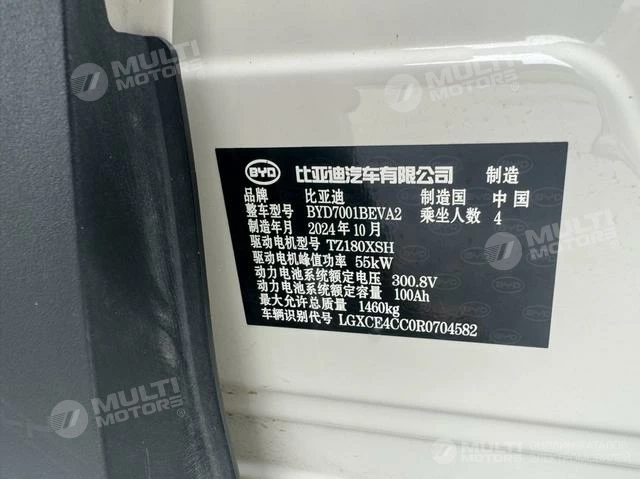 MULTI MOTORS®
MULTI MOTORS®
BYD 比亚迪汽车有限公司 制造
品牌 比亚迪 制造国 中国
整车型号 BYD7001BEVA2 乘坐人数 4
制造年月 2024年10月
驱动电机型号 TZ180XSH
驱动电机峰值功率 55kW
动力电池系统额定电压 300.8V
动力电池系统额定容量 100Ah
最大允许总质量 1460kg
车辆识别代号 LGXCE4CC0R0704582
MULTI MOTORS®
MULTI MOTORS®